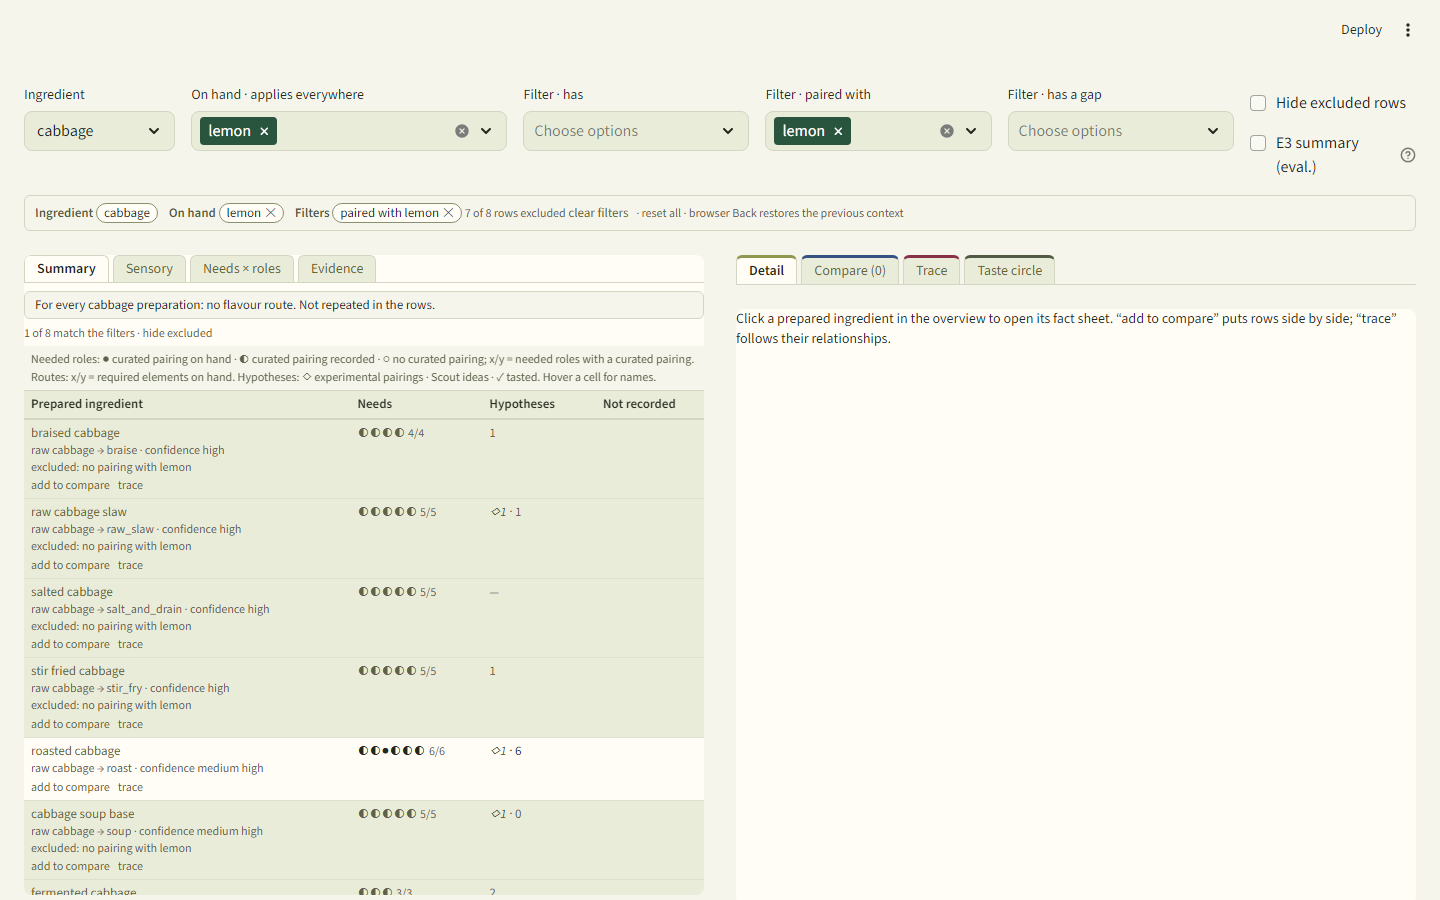 Deploy
Ingredient
On hand · applies everywhere
Filter · has
Filter · paired with
Filter · has a gap
cabbage
lemon
Choose options
lemon
Choose options
Hide excluded rows
E3 summary
(eval.)
Ingredient cabbage On hand lemon Filters paired with lemon 7 of 8 rows excluded clear filters · reset all · browser Back restores the previous context
Summary
Sensory
Needs × roles
Evidence
For every cabbage preparation: no flavour route. Not repeated in the rows.
1 of 8 match the filters · hide excluded
Needed roles: ● curated pairing on hand · ◐ curated pairing recorded · ○ no curated pairing; x/y = needed roles with a curated pairing.
Routes: x/y = required elements on hand. Hypotheses: ◇ experimental pairings · Scout ideas · ✓ tasted. Hover a cell for names.
Prepared ingredient Needs Hypotheses Not recorded
braised cabbage ◐◐◐◐ 4/4 1
raw cabbage → braise · confidence high
excluded: no pairing with lemon
add to compare trace
raw cabbage slaw ◐◐◐◐◐ 5/5 ◇1 · 1
raw cabbage → raw_slaw · confidence high
excluded: no pairing with lemon
add to compare trace
salted cabbage ◐◐◐◐◐ 5/5 —
raw cabbage → salt_and_drain · confidence high
excluded: no pairing with lemon
add to compare trace
stir fried cabbage ◐◐◐◐◐ 5/5 1
raw cabbage → stir_fry · confidence high
excluded: no pairing with lemon
add to compare trace
roasted cabbage ◐◐●◐◐◐ 6/6 ◇1 · 6
raw cabbage → roast · confidence medium high
add to compare trace
cabbage soup base ◐◐◐◐◐ 5/5 ◇1 · 0
raw cabbage → soup · confidence medium high
excluded: no pairing with lemon
add to compare trace
fermented cabbage ◐◐◐ 3/3 2
Detail
Compare (0)
Trace
Taste circle
Click a prepared ingredient in the overview to open its fact sheet. “add to compare” puts rows side by side; “trace”
follows their relationships.